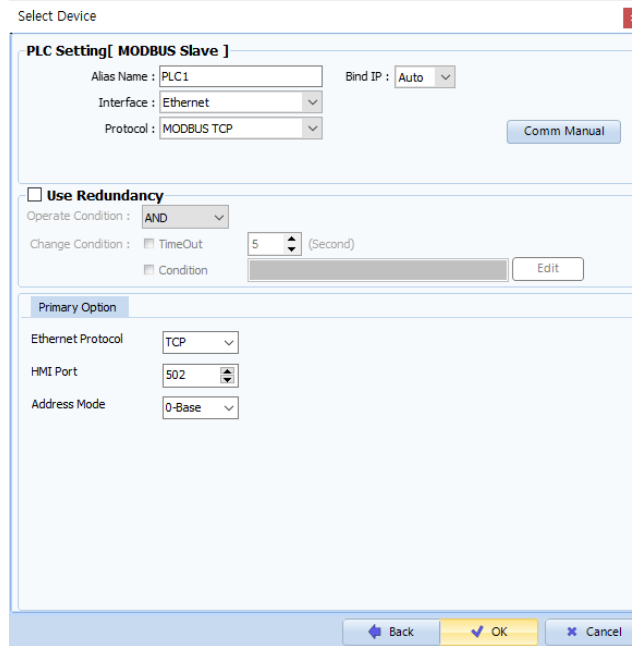 Select Device
PLC Setting[ MODBUS Slave ]
Alias Name : PLC1 Bind IP : Auto
Interface : Ethernet
Protocol : MODBUS TCP Comm Manual
Use Redundancy
Operate Condition : AND
Change Condition : TimeOut 5 (Second)
Condition Edit
Primary Option
Ethernet Protocol TCP
HMI Port 502
Address Mode 0-Base
Back OK Cancel